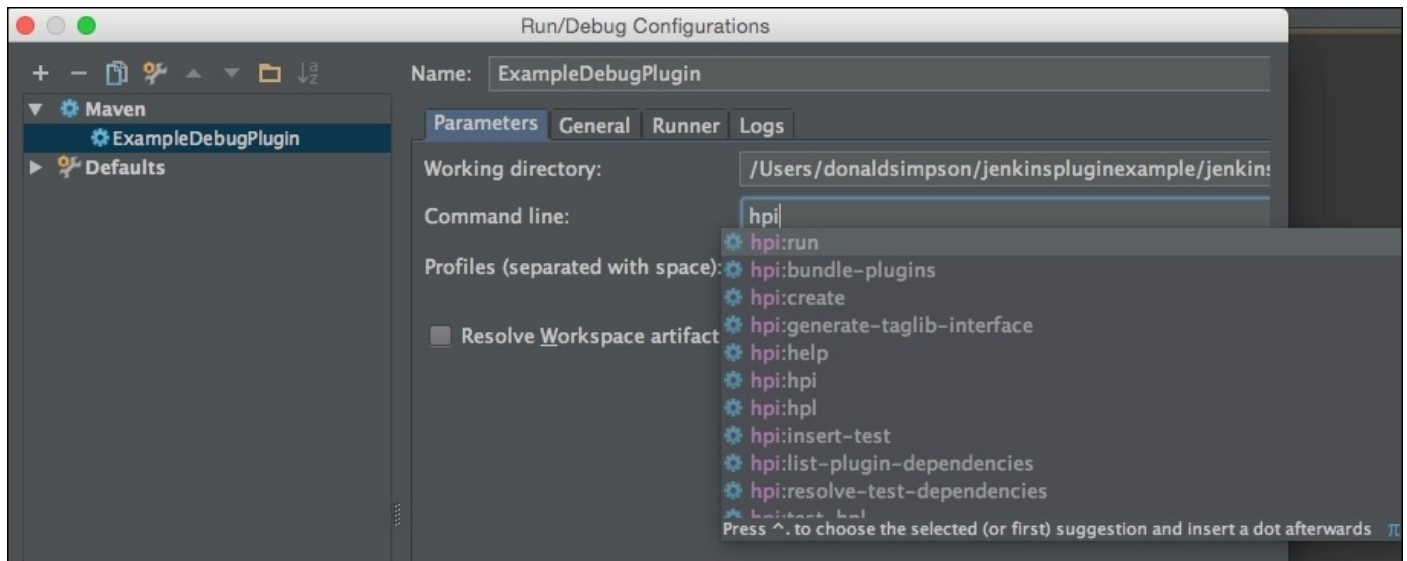 Run/Debug Configurations
Name: ExampleDebugPlugin
Maven
ExampleDebugPlugin
Defaults
Parameters General Runner Logs
Working directory: /Users/donaldsimpson/jenkinspluginexample/jenkins
Command line: hpi
Profiles (separated with space):
Resolve Workspace artifact
hpi:run
hpi:bundle-plugins
hpi:create
hpi:generate-taglib-interface
hpi:help
hpi:hpi
hpi:hpl
hpi:insert-test
hpi:list-plugin-dependencies
hpi:resolve-test-dependencies
hpi:test-hpl
Press ^. to choose the selected (or first) suggestion and insert a dot afterwards π